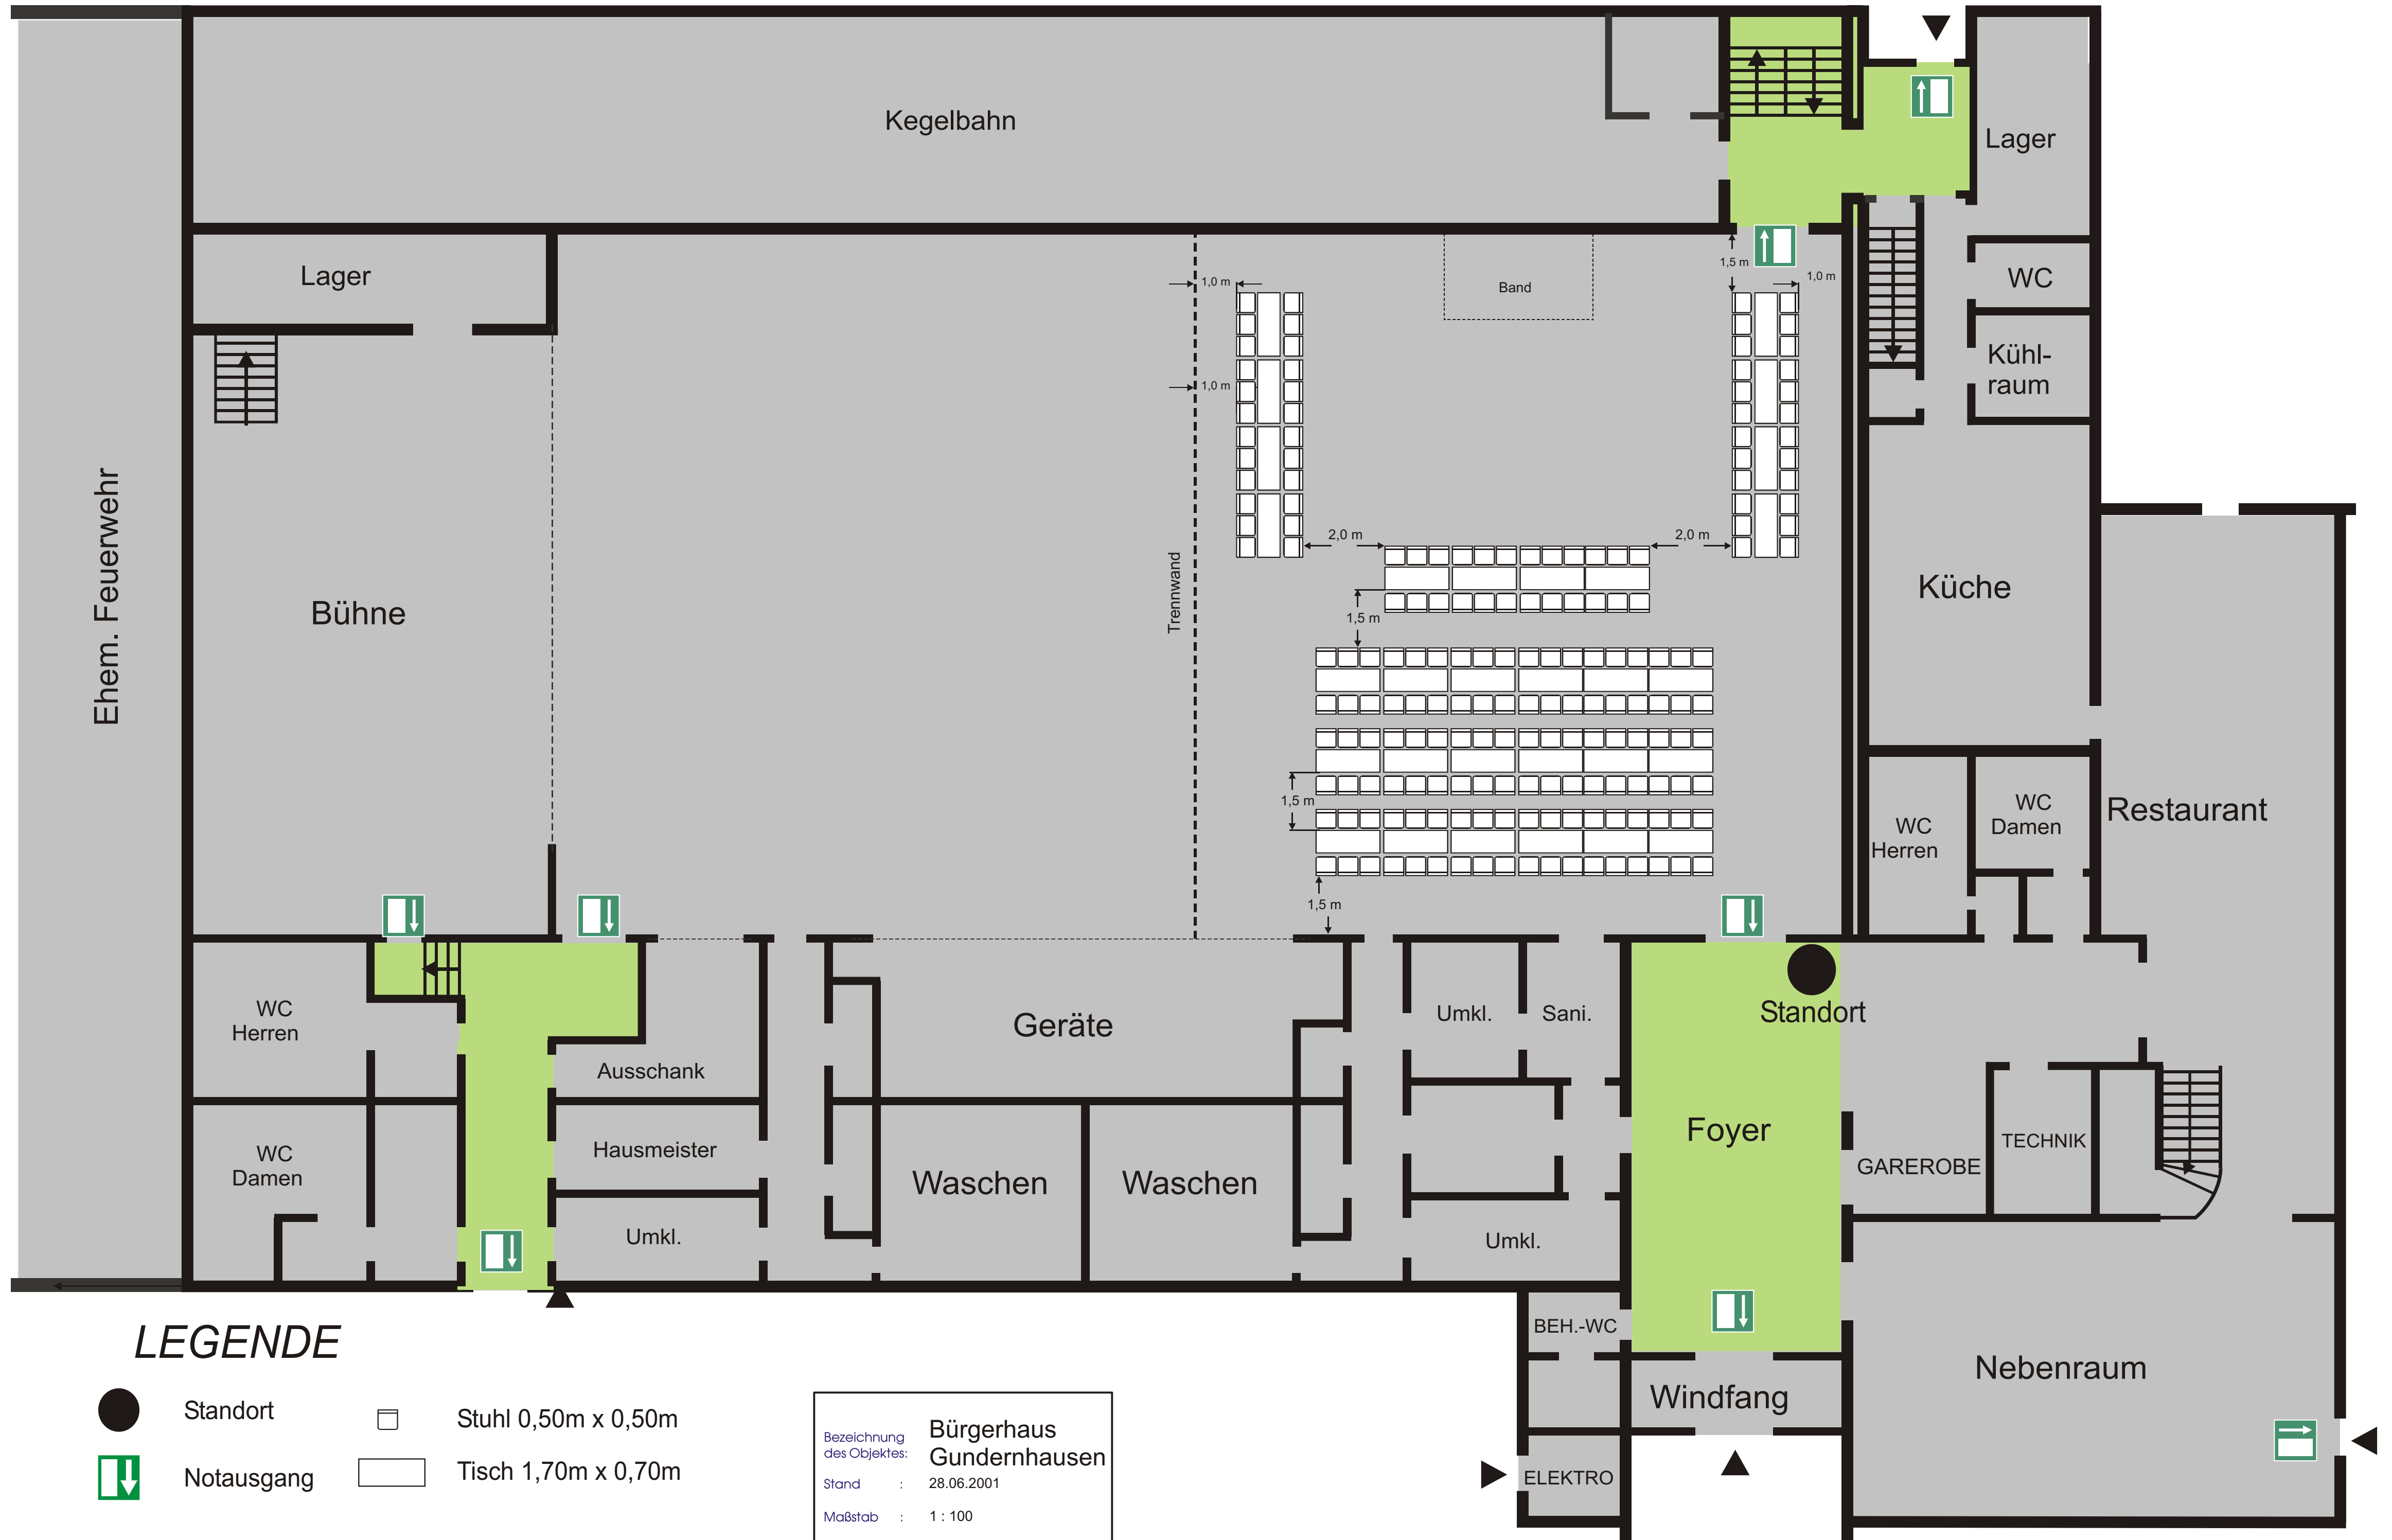 Kegelbahn
Lager
Lager
1,0 m
Band
1,5 m
1,0 m
WC
1,0 m
Kühl-
raum
Ehem. Feuerwehr
Bühne
Trennwand
2,0 m
2,0 m
Küche
1,5 m
1,5 m
WC
Damen
WC
Herren
Restaurant
1,5 m
WC
Herren
Geräte
Umkl.
Sani.
Standort
Ausschank
Hausmeister
Foyer
TECHNIK
GAREROBE
WC
Damen
Waschen
Waschen
Umkl.
Umkl.
BEH.-WC
Windfang
Nebenraum
ELEKTRO
LEGENDE
Standort
Stuhl 0,50m x 0,50m
Notausgang
Tisch 1,70m x 0,70m
Bezeichnung
des Objektes:
Bürgerhaus
Gundernhausen
Stand : 28.06.2001
Maßstab : 1 : 100